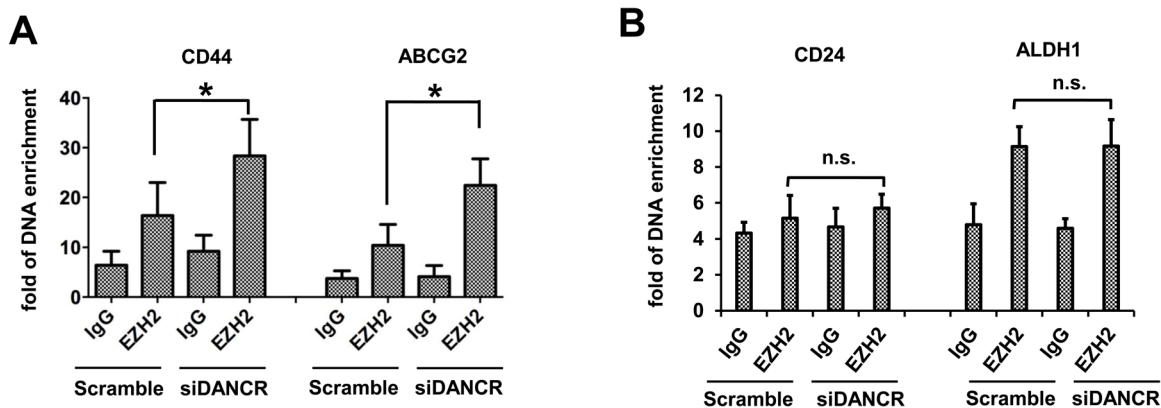 A
CD44
ABCG2
*
*
fold of DNA enrichment
40
30
20
10
0
IgG
EZH2
IgG
EZH2
IgG
EZH2
IgG
EZH2
Scramble
siDANCR
Scramble
siDANCR
B
CD24
ALDH1
n.s.
n.s.
fold of DNA enrichment
12
10
8
6
4
2
0
IgG
EZH2
IgG
EZH2
IgG
EZH2
IgG
EZH2
Scramble
siDANCR
Scramble
siDANCR